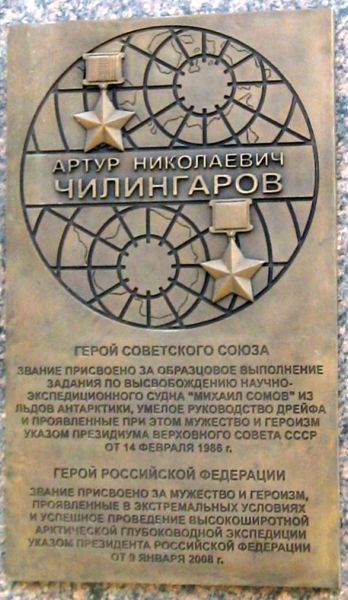 АРТУР НИКОЛАЕВИЧ
ЧИЛИНГАРОВ
ГЕРОЙ СОВЕТСКОГО СОЮЗА
ЗВАНИЕ ПРИСВОЕНО ЗА ОБРАЗЦОВОЕ ВЫПОЛНЕНИЕ
ЗАДАНИЯ ПО ВЫСВОБОЖДЕНИЮ НАУЧНО-
ЭКСПЕДИЦИОННОГО СУДНА "МИХАИЛ СОМОВ" ИЗ
ЛЬДОВ АНТАРКТИКИ, УМЕЛОЕ РУКОВОДСТВО ДРЕЙФА
И ПРОЯВЛЕННЫЕ ПРИ ЭТОМ МУЖЕСТВО И ГЕРОИЗМ
УКАЗОМ ПРЕЗИДИУМА ВЕРХОВНОГО СОВЕТА СССР
ОТ 14 ФЕВРАЛЯ 1986 г.
ГЕРОЙ РОССИЙСКОЙ ФЕДЕРАЦИИ
ЗВАНИЕ ПРИСВОЕНО ЗА МУЖЕСТВО И ГЕРОИЗМ,
ПРОЯВЛЕННЫЕ В ЭКСТРЕМАЛЬНЫХ УСЛОВИЯХ
И УСПЕШНОЕ ПРОВЕДЕНИЕ ВЫСОКОШИРОТНОЙ
АРКТИЧЕСКОЙ ГЛУБОКОВОДНОЙ ЭКСПЕДИЦИИ
УКАЗОМ ПРЕЗИДЕНТА РОССИЙСКОЙ ФЕДЕРАЦИИ
ОТ 9 ЯНВАРЯ 2008 г.